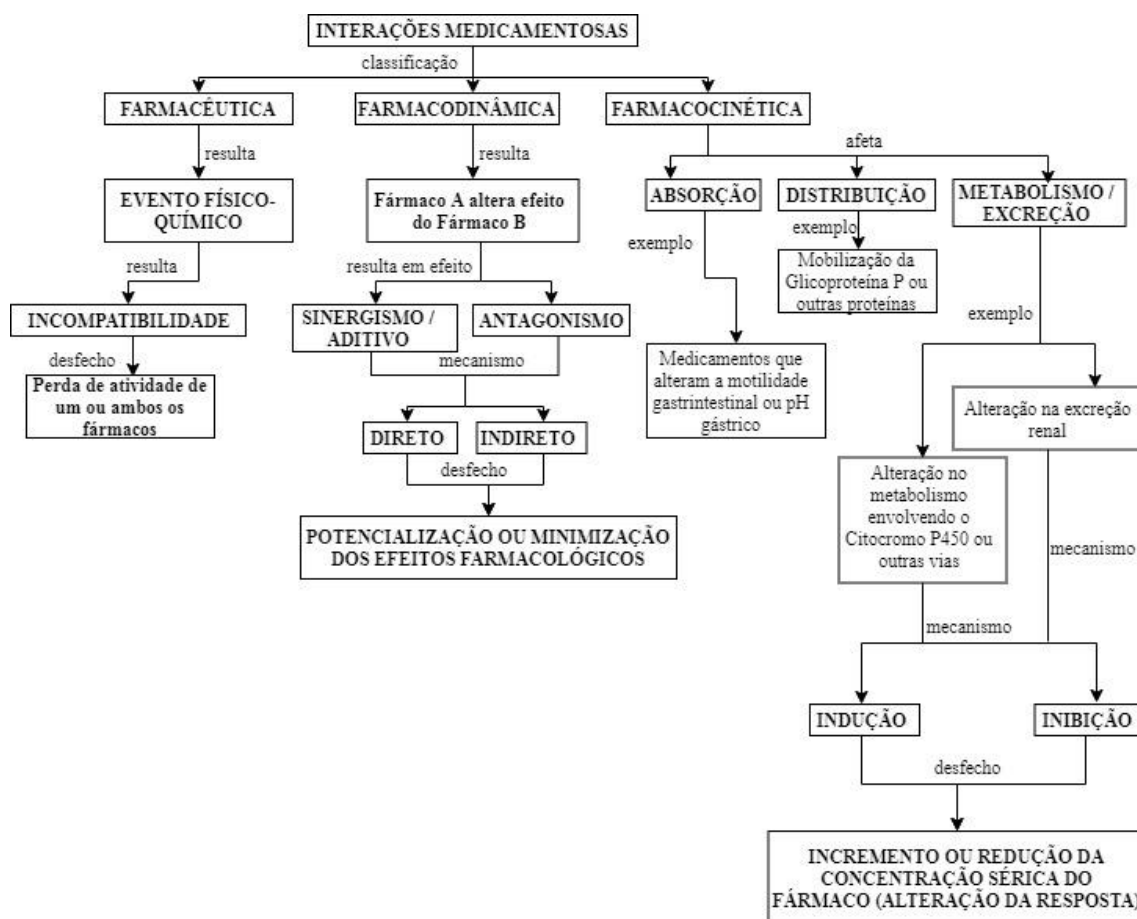 INTERAÇÕES MEDICAMENTOSAS
classificação
FARMACÊUTICA
FARMACODINÂMICA
FARMACOCINÉTICA
resulta
resulta
afeta
EVENTO FÍSICO-
QUÍMICO
Fármaco A altera efeito
do Fármaco B
ABSORÇÃO
DISTRIBUIÇÃO
METABOLISMO /
EXCREÇÃO
exemplo
exemplo
resulta
resulta em efeito
Mobilização da
Glicoproteína P ou
outras proteínas
exemplo
INCOMPATIBILIDADE
SINERGISMO /
ADITIVO
ANTAGONISMO
desfecho
mecanismo
Perda de atividade de
um ou ambos os
fármacos
Medicamentos que
alteram a motilidade
gastrintestinal ou pH
gástrico
Alteração na excreção
renal
DIRETO
INDIRETO
desfecho
Alteração no
metabolismo
envolvendo o
Citocromo P450 ou
outras vias
POTENCIALIZAÇÃO OU MINIMIZAÇÃO
DOS EFEITOS FARMACOLÓGICOS
mecanismo
mecanismo
INDUÇÃO
INIBIÇÃO
desfecho
INCREMENTO OU REDUÇÃO DA
CONCENTRAÇÃO SÉRICA DO
FÁRMACO (ALTERAÇÃO DA RESPOSTA)